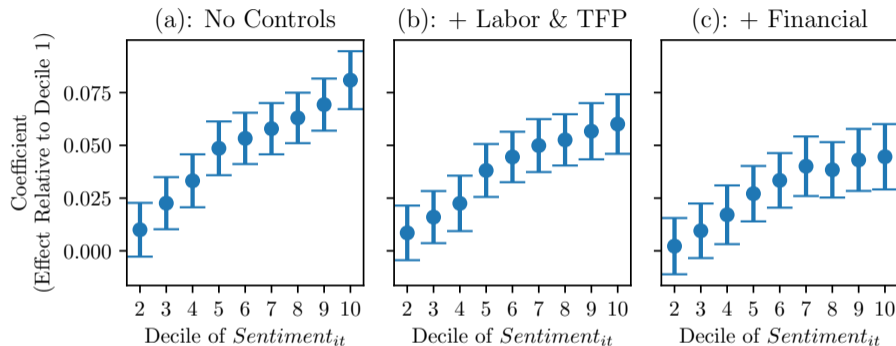 (a): No Controls
(b): + Labor & TFP
(c): + Financial
Coefficient
(Effect Relative to Decile 1)
0.075
0.050
0.025
0.000
2 3 4 5 6 7 8 9 10
2 3 4 5 6 7 8 9 10
2 3 4 5 6 7 8 9 10
Decile of Sentiment_it
Decile of Sentiment_it
Decile of Sentiment_it